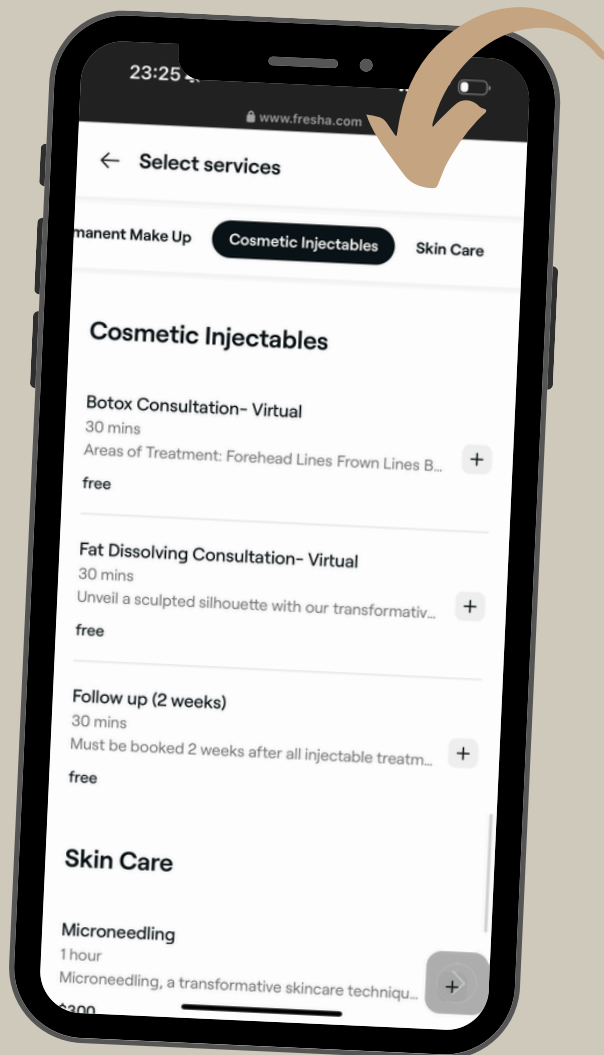 23:25
www.fresha.com
Select services
manent Make Up Cosmetic Injectables Skin Care
Cosmetic Injectables
Botox Consultation- Virtual
30 mins
Areas of Treatment: Forehead Lines Frown Lines B...
free
Fat Dissolving Consultation- Virtual
30 mins
Unveil a sculpted silhouette with our transformativ...
free
Follow up (2 weeks)
30 mins
Must be booked 2 weeks after all injectable treatm...
free
Skin Care
Microneedling
1 hour
Microneedling, a transformative skincare techniqu...
$300